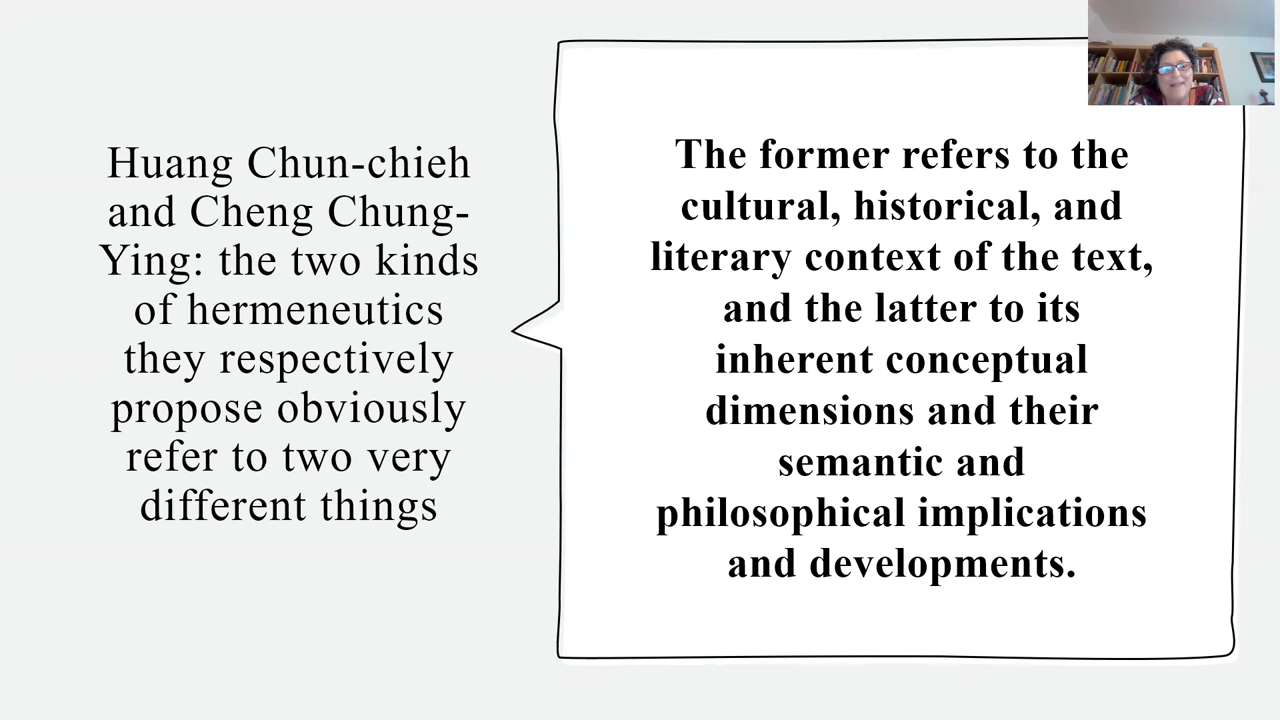 Huang Chun-chieh
and Cheng Chung-
Ying: the two kinds
of hermeneutics
they respectively
propose obviously
refer to two very
different things
The former refers to the
cultural, historical, and
literary context of the text,
and the latter to its
inherent conceptual
dimensions and their
semantic and
philosophical implications
and developments.